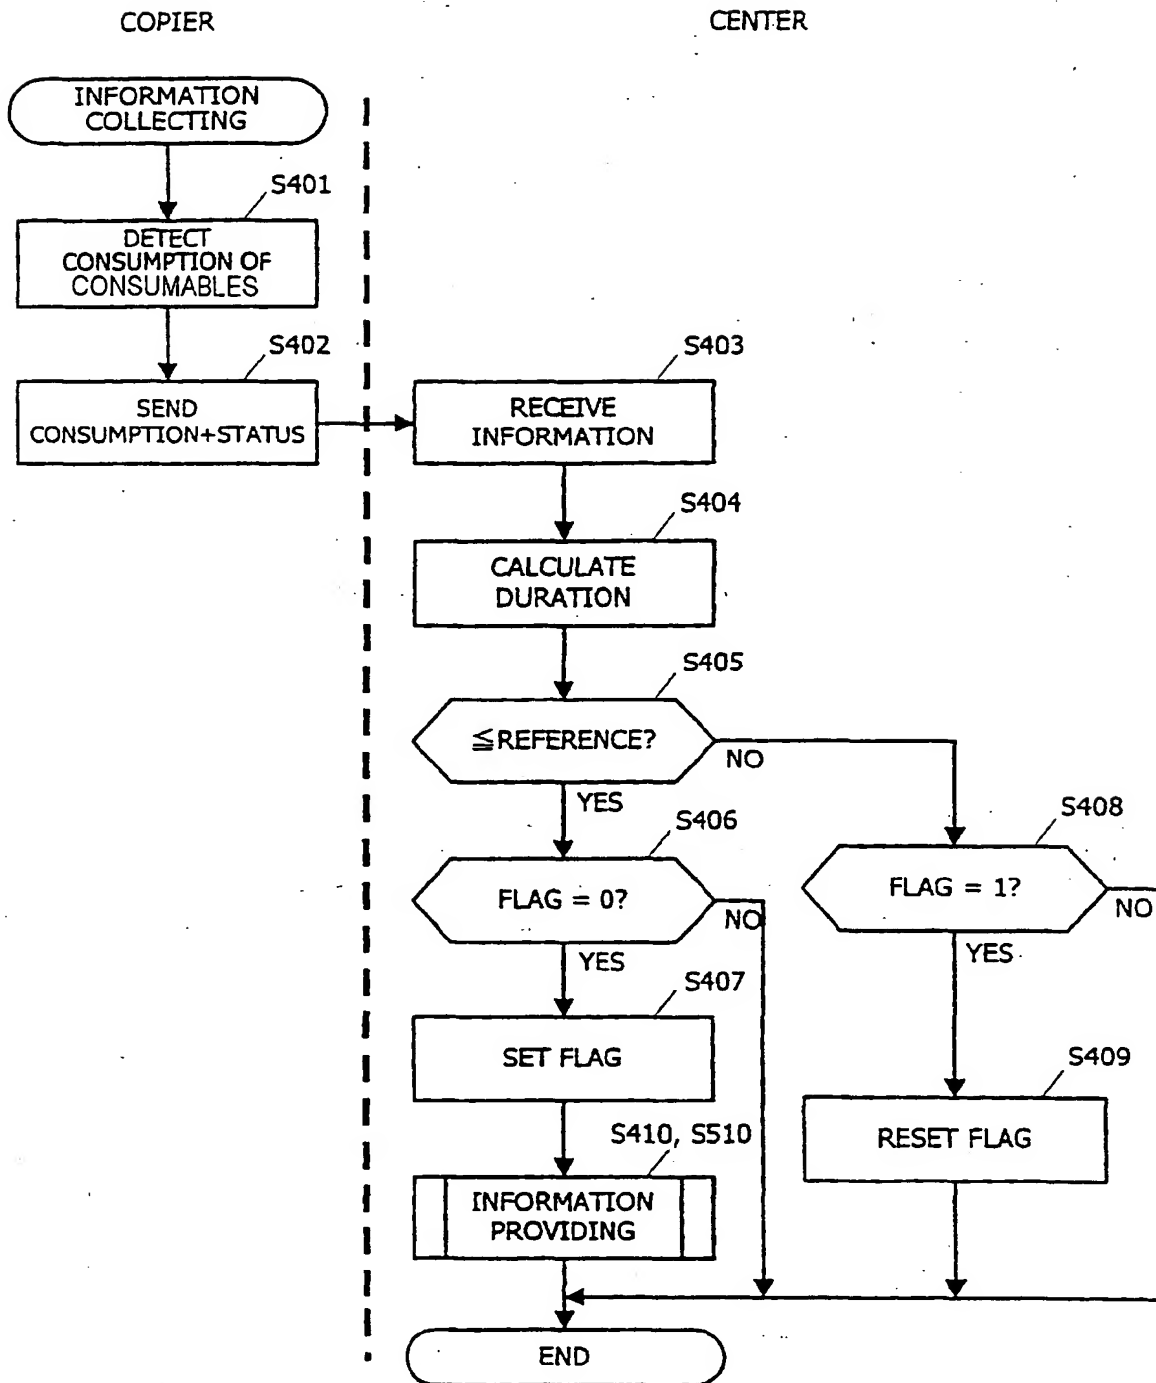 COPIER
CENTER
INFORMATION
COLLECTING
S401
DETECT
CONSUMPTION OF
CONSUMABLES
S402
SEND
CONSUMPTION+STATUS
S403
RECEIVE
INFORMATION
S404
CALCULATE
DURATION
S405
≦REFERENCE?
NO
YES
S406
FLAG = 0?
NO
YES
S408
FLAG = 1?
NO
YES
S407
SET FLAG
S409
RESET FLAG
S410, S510
INFORMATION
PROVIDING
END